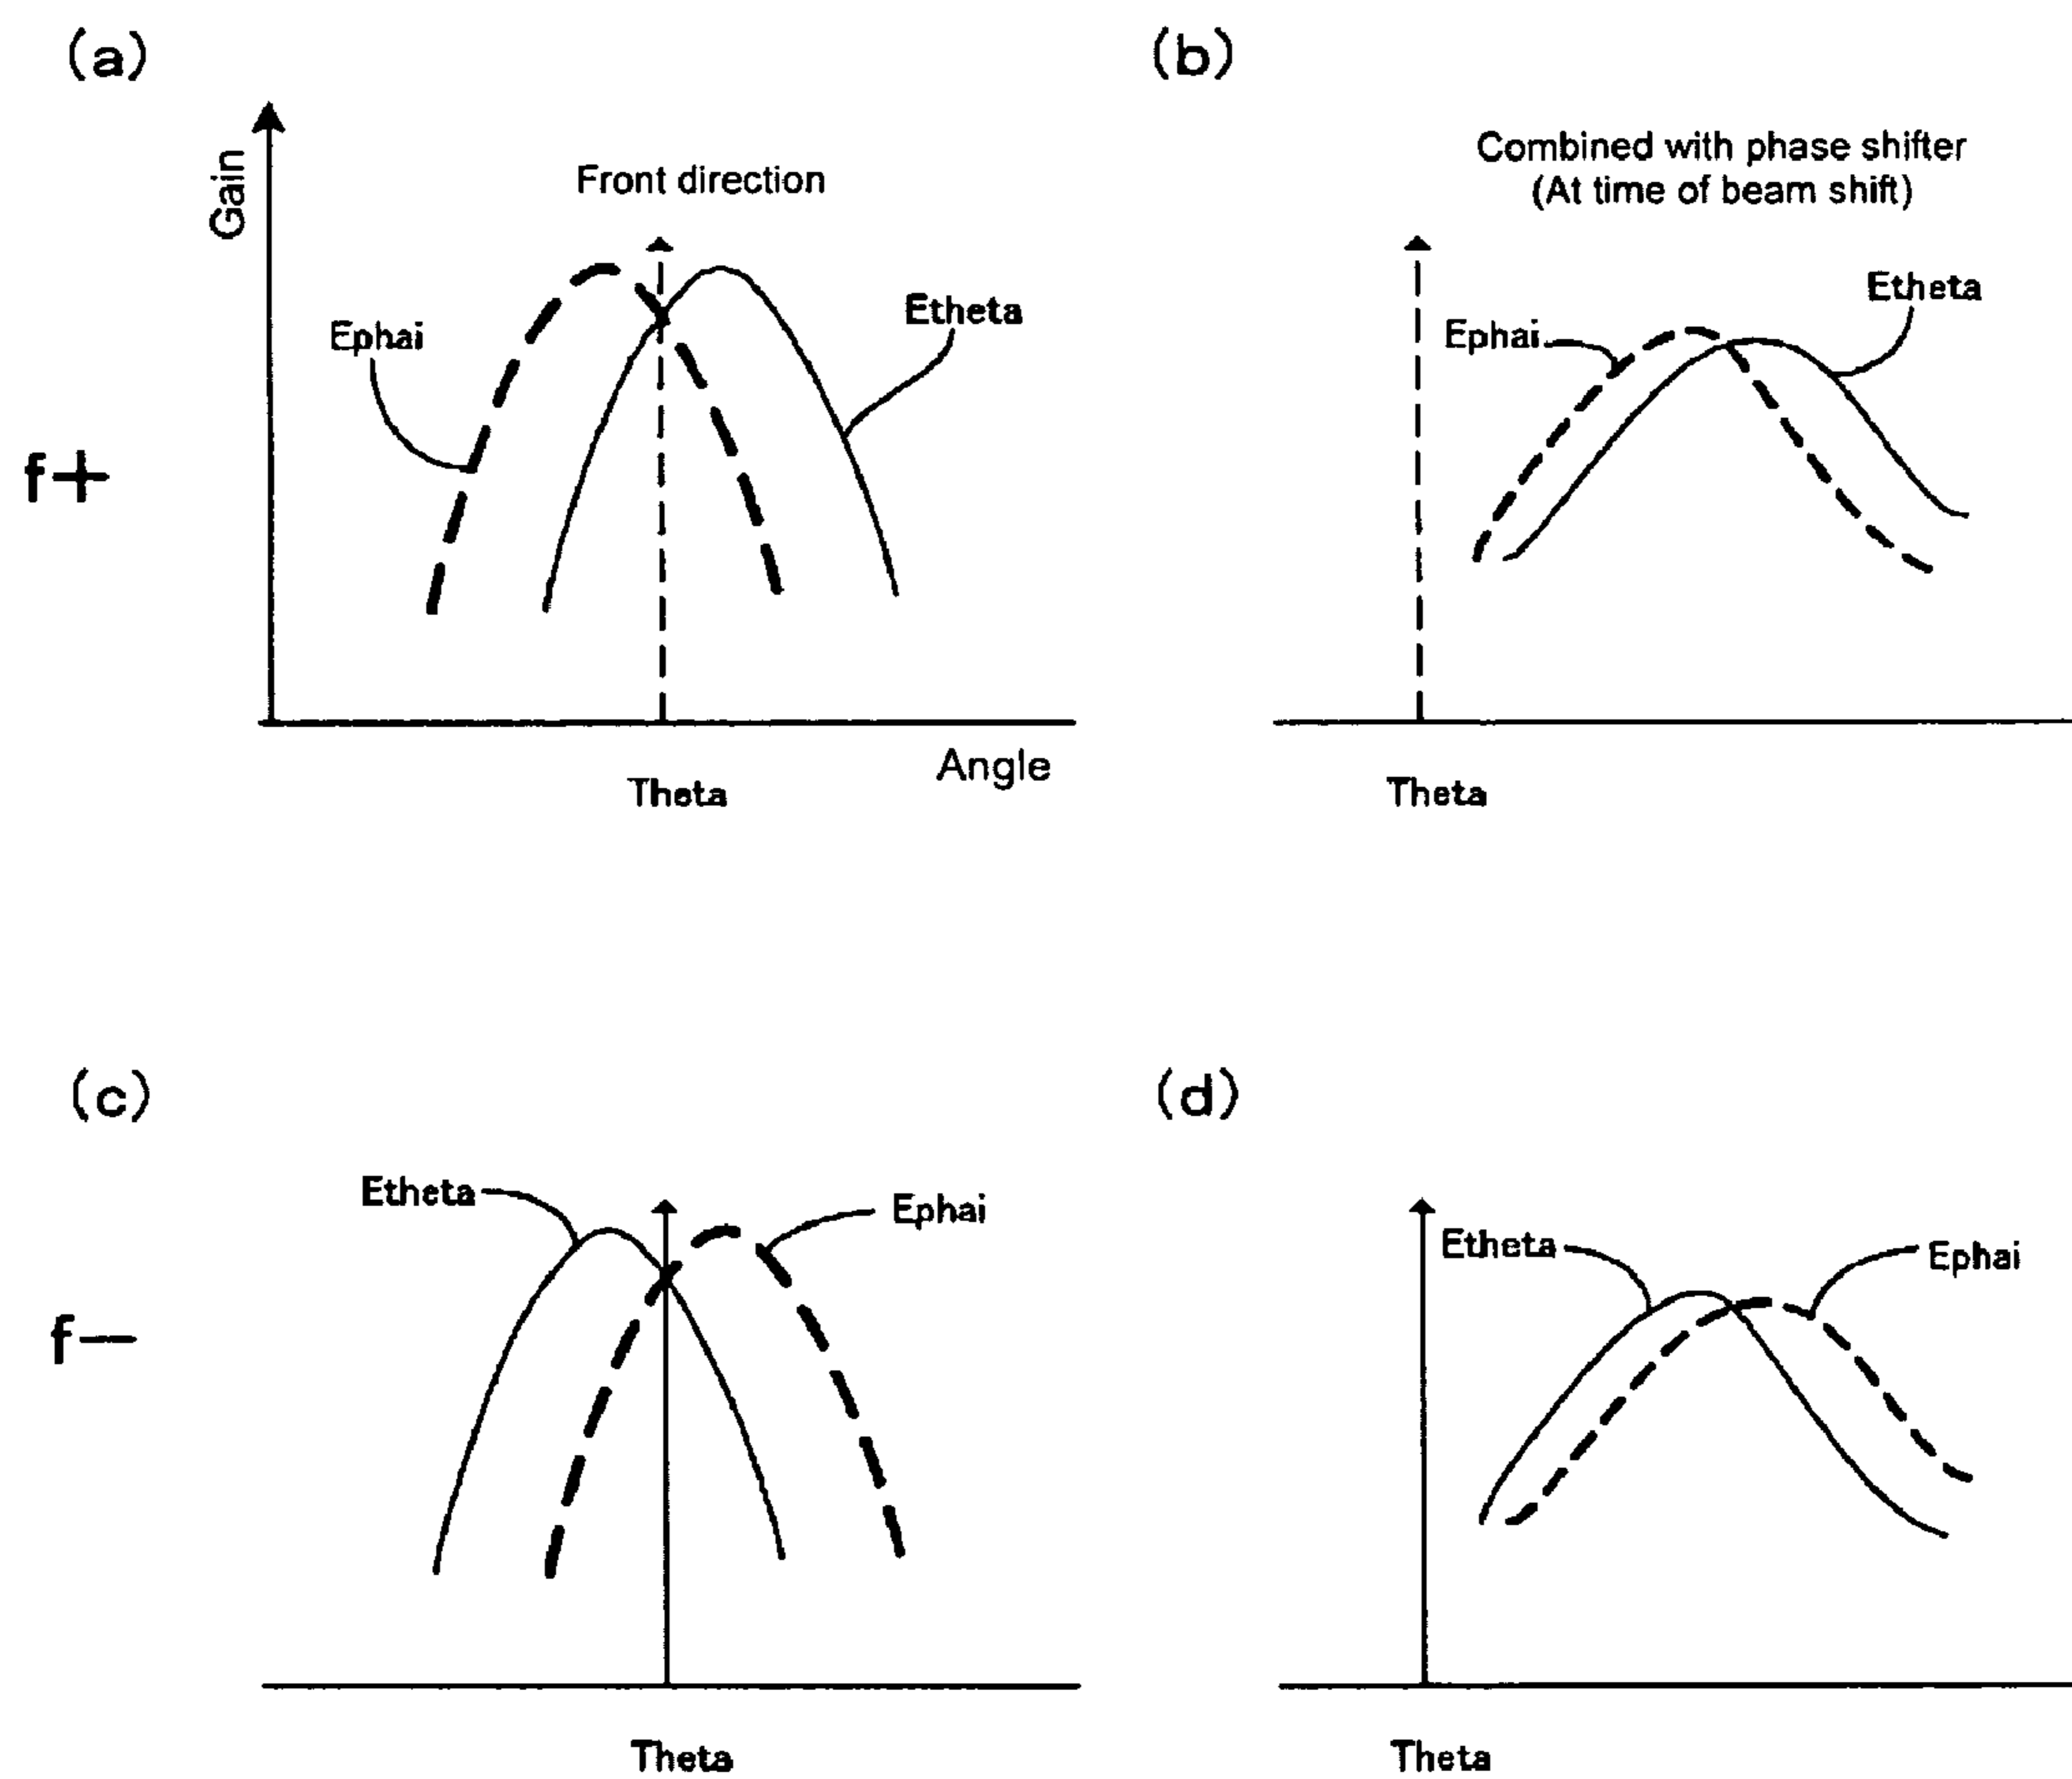 (a)
(b)
Gain
Front direction
Combined with phase shifter
(At time of beam shift)
Ephai
Etheta
Ephai
Etheta
f+
Angle
Theta
Theta
(c)
(d)
Etheta
Ephai
Etheta
Ephai
f−
Theta
Theta